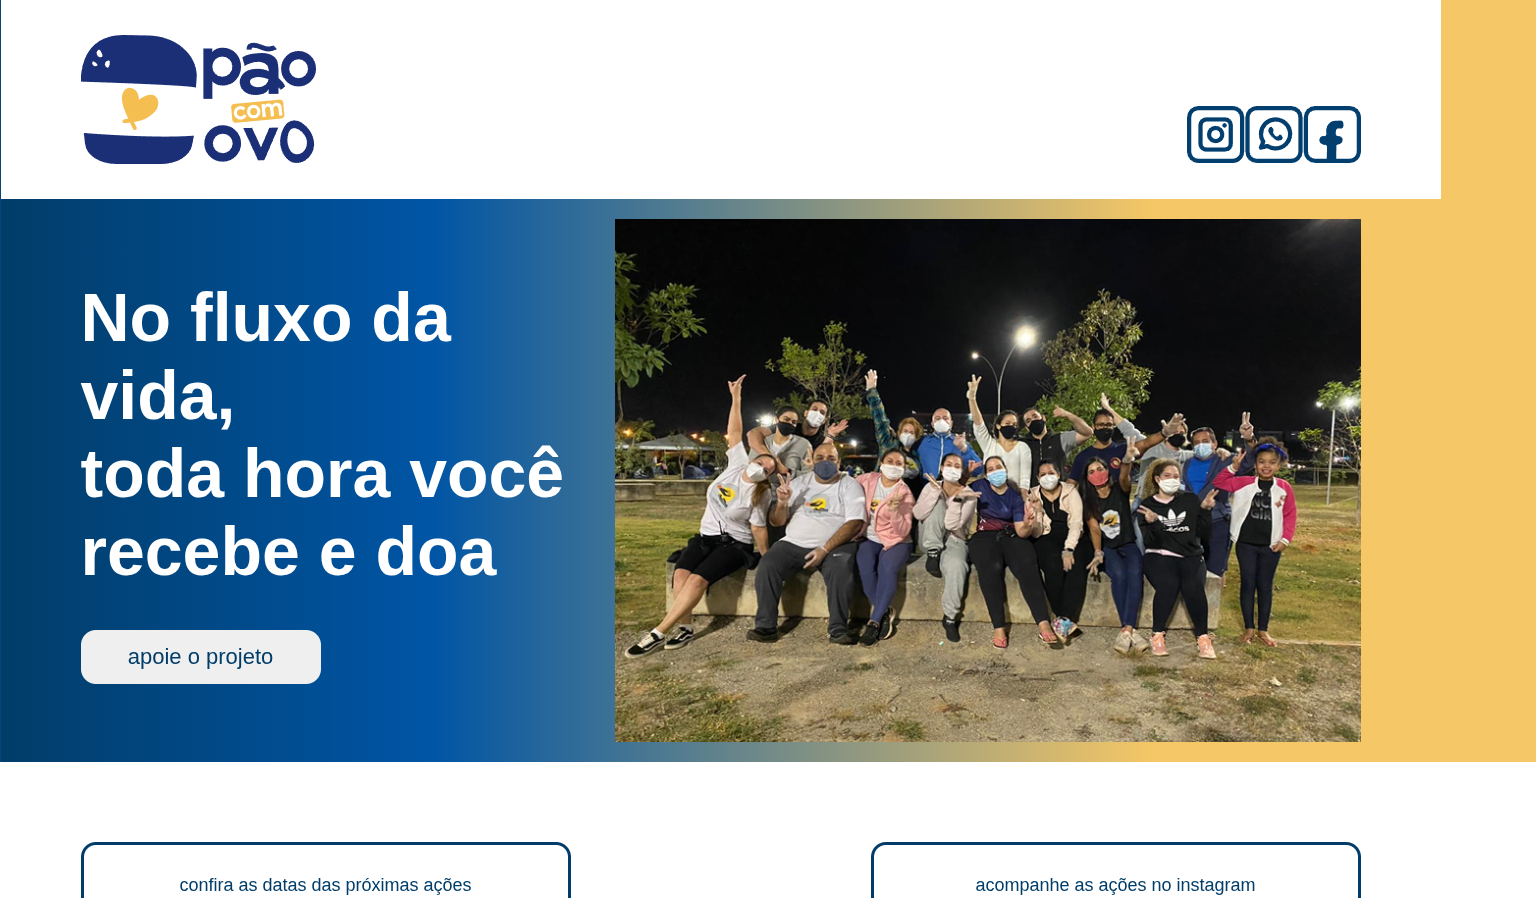 pão
com
ovo
No fluxo da
vida,
toda hora você
recebe e doa
apoie o projeto
confira as datas das próximas ações
acompanhe as ações no instagram